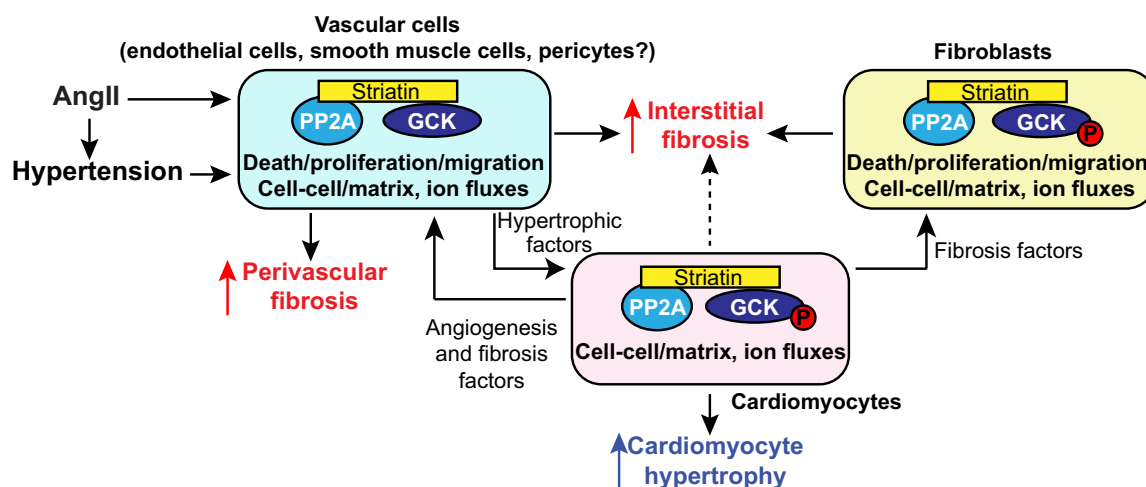 Vascular cells
(endothelial cells, smooth muscle cells, pericytes?)
AngII
Hypertension
Striatin
PP2A
GCK
Death/proliferation/migration
Cell-cell/matrix, ion fluxes
Perivascular
fibrosis
Interstitial
fibrosis
Fibroblasts
Striatin
PP2A
GCK
P
Death/proliferation/migration
Cell-cell/matrix, ion fluxes
Hypertrophic
factors
Fibrosis factors
Angiogenesis
and fibrosis
factors
Striatin
PP2A
GCK
P
Cell-cell/matrix, ion fluxes
Cardiomyocytes
Cardiomyocyte
hypertrophy